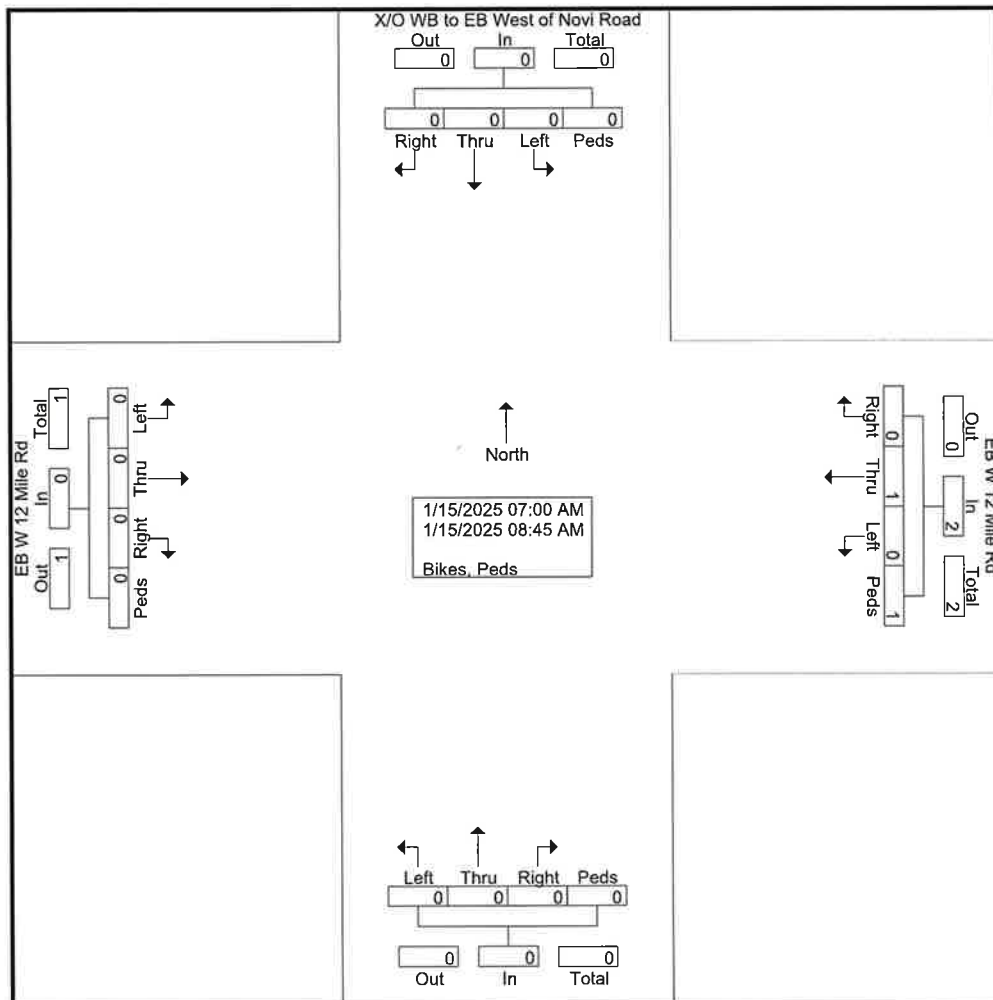 X/O WB to EB West of Novi Road
Out In Total
0 0 0
0 0 0 0
Right Thru Left Peds
EB W 12 Mile Rd
Out In Total
1 0 1
0 0 0 0
Left Thru Right Peds
North
1/15/2025 07:00 AM
1/15/2025 08:45 AM
Bikes, Peds
Right Thru Left Peds
0 1 0 1
Out In Total
0 2 2
EB W 12 Mile Rd
Left Thru Right Peds
0 0 0 0
0 0 0
Out In Total